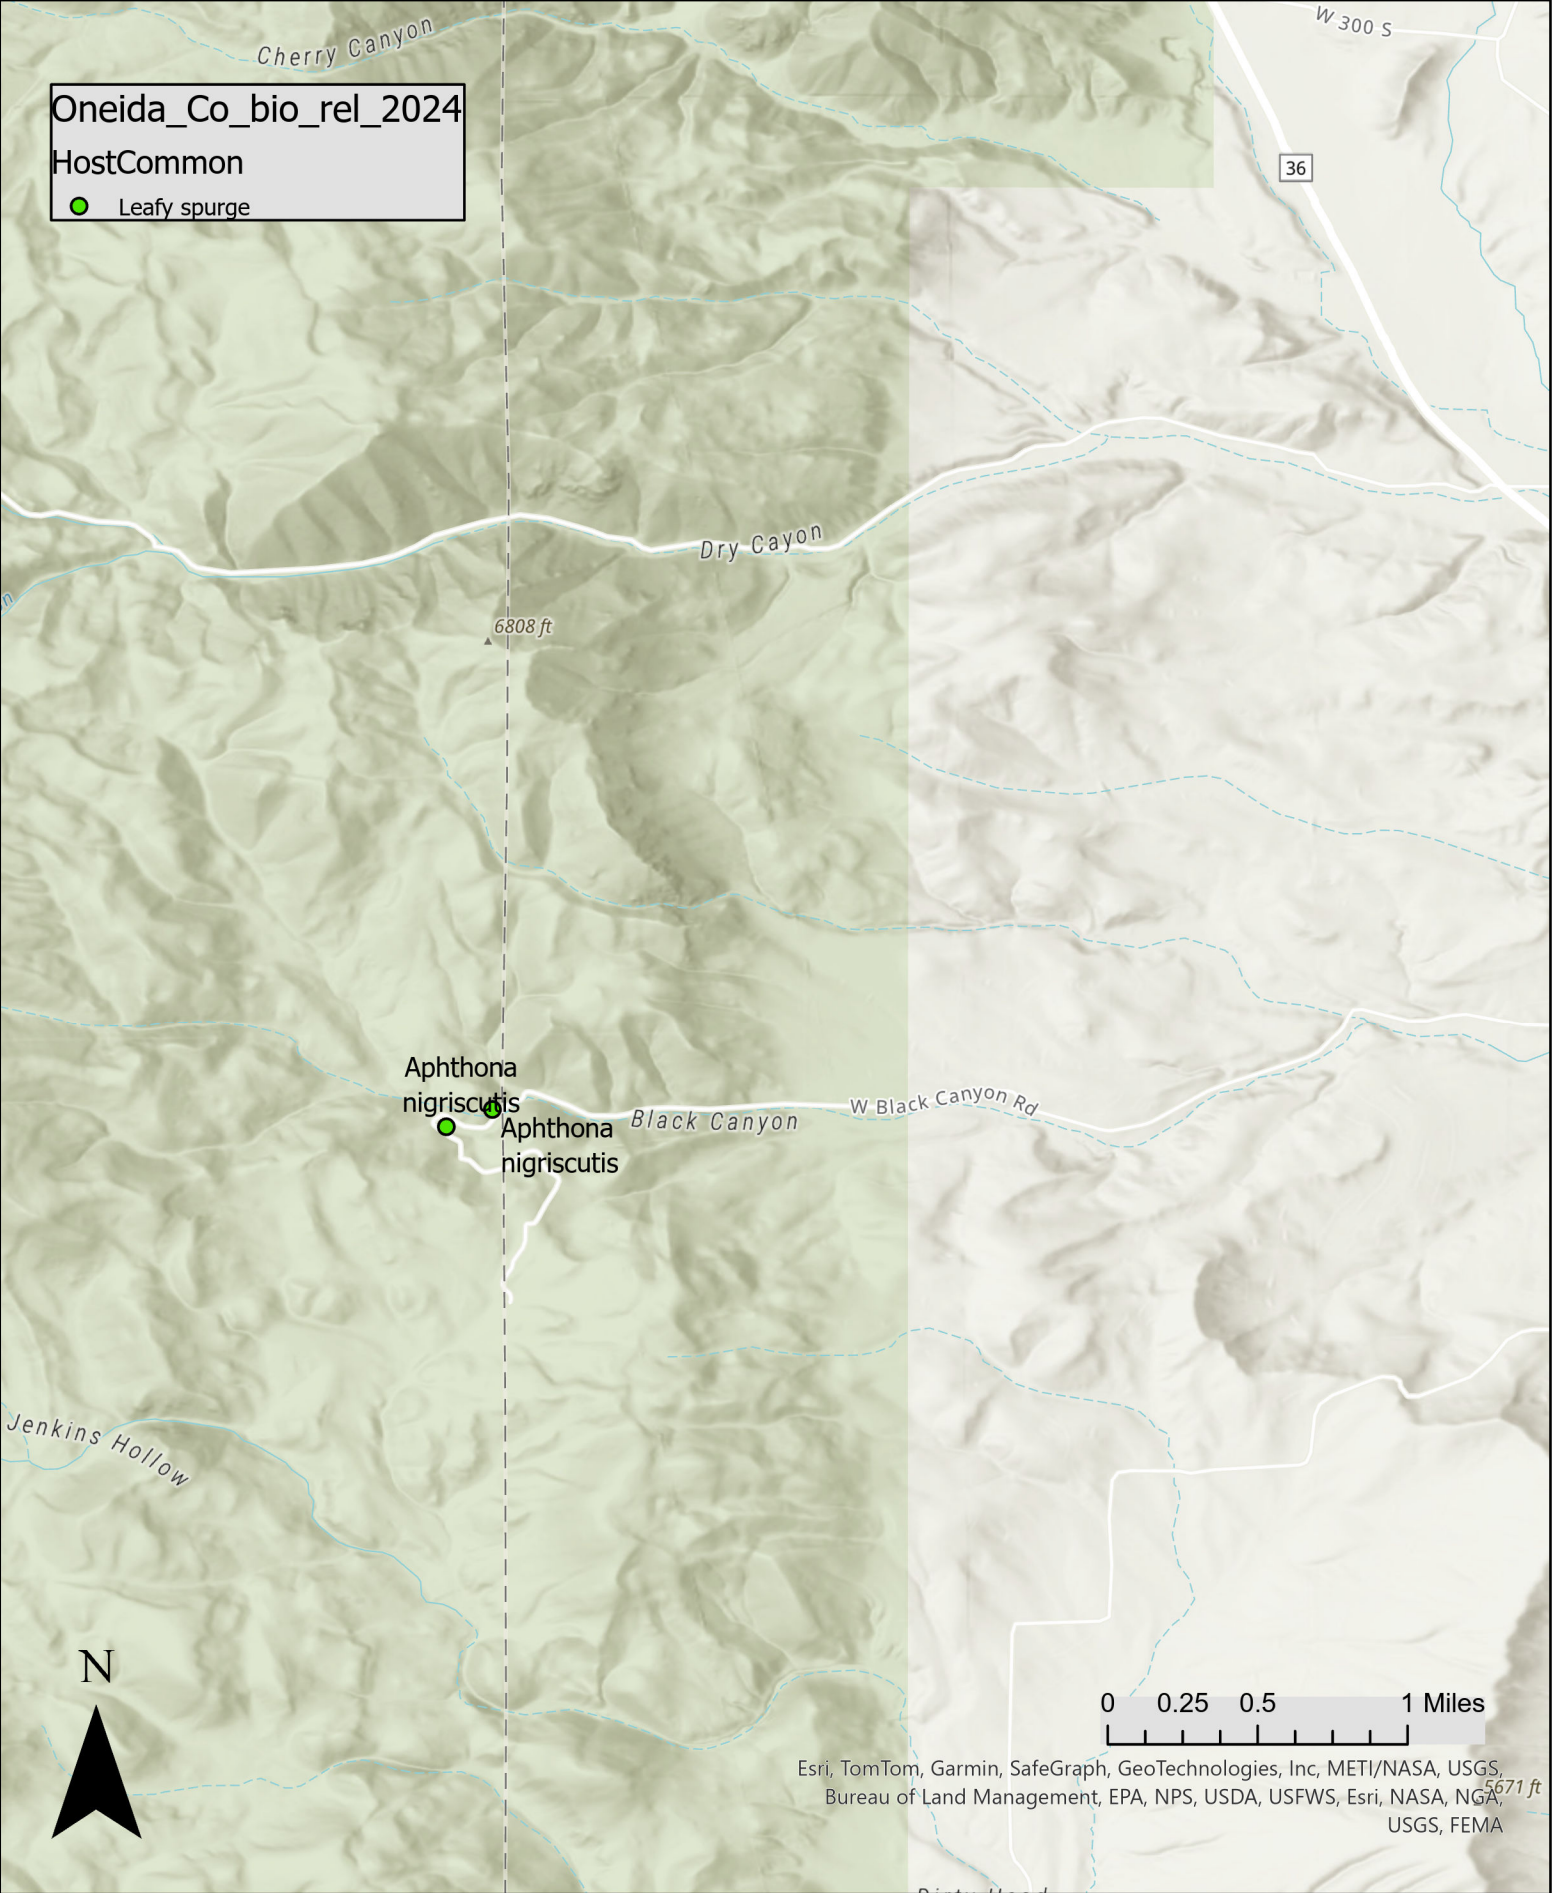 Cherry Canyon
W 300 S
Oneida_Co_bio_rel_2024
HostCommon
Leafy spurge
36
Dry Cayon
n
6808 ft
Aphthona
nigriscutis
Aphthona
nigriscutis
Black Canyon
W Black Canyon Rd
Jenkins Hollow
N
0 0.25 0.5 1 Miles
Esri, TomTom, Garmin, SafeGraph, GeoTechnologies, Inc, METI/NASA, USGS,
Bureau of Land Management, EPA, NPS, USDA, USFWS, Esri, NASA, NGA,
USGS, FEMA
5671 ft